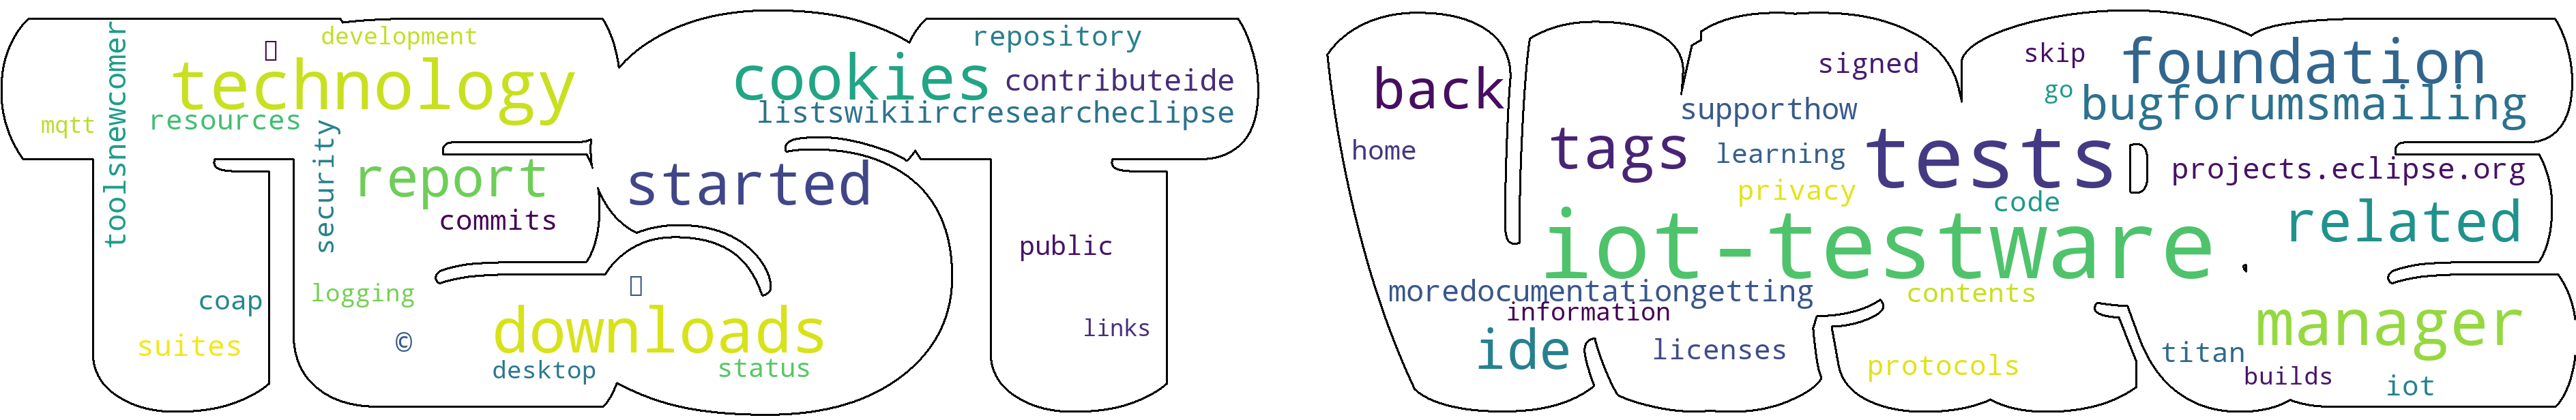 TEST WARE
toolsnewcomer
development
technology
mqtt
resources
security
report
commits
cookies
repository
contributeide
listswikiircresearcheclipse
started
public
links
coap
suites
logging
©
downloads
desktop
status
back
home
tags
signed
supporthow
learning
privacy
skip
go
foundation
bugforumsmailing
tests
code
projects.eclipse.org
related
iot-testware
moredocumentationgetting
information
ide
licenses
contents
protocols
manager
titan
builds
iot